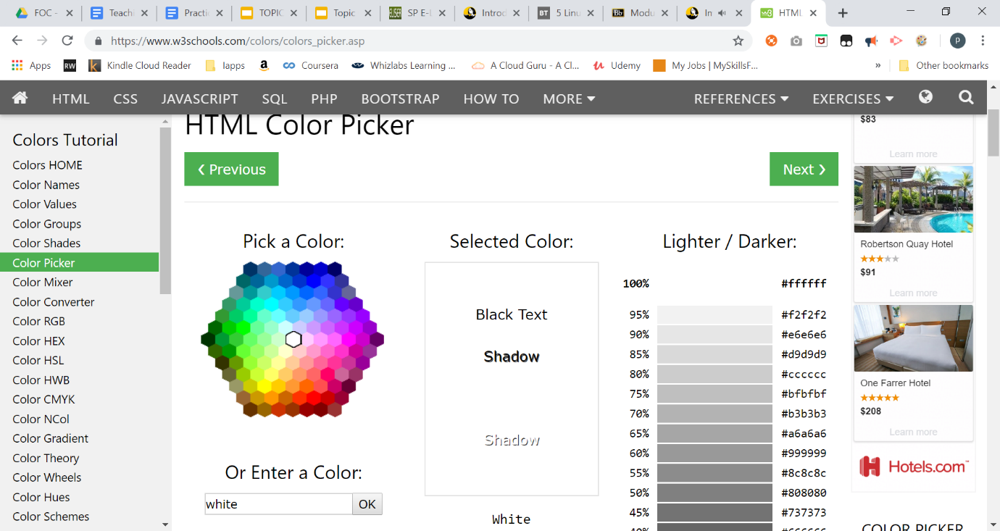 FOC -
Teachi
Practic
TOPIC
Topic
SP E-L
Introd
5 Linu
Modu
In
HTML
https://www.w3schools.com/colors/colors_picker.asp
P
Apps
RW
Kindle Cloud Reader
Iapps
Coursera
Whizlabs Learning ...
A Cloud Guru - A Cl...
Udemy
My Jobs | MySkillsF...
»
Other bookmarks
HTML CSS JAVASCRIPT SQL PHP BOOTSTRAP HOW TO MORE REFERENCES EXERCISES
Colors Tutorial
Colors HOME
Color Names
Color Values
Color Groups
Color Shades
Color Picker
Color Mixer
Color Converter
Color RGB
Color HEX
Color HSL
Color HWB
Color CMYK
Color NCol
Color Gradient
Color Theory
Color Wheels
Color Hues
Color Schemes
HTML Color Picker
❮ Previous
Next ❯
Pick a Color:
Or Enter a Color:
white
OK
Selected Color:
Black Text
Shadow
Shadow
White
Lighter / Darker:
100% #ffffff
95% #f2f2f2
90% #e6e6e6
85% #d9d9d9
80% #cccccc
75% #bfbfbf
70% #b3b3b3
65% #a6a6a6
60% #999999
55% #8c8c8c
50% #808080
45% #737373
40% #666666
$83
Learn more
Robertson Quay Hotel
$91
Learn more
One Farrer Hotel
$208
Learn more
Hotels.com™
COLOR PICKER